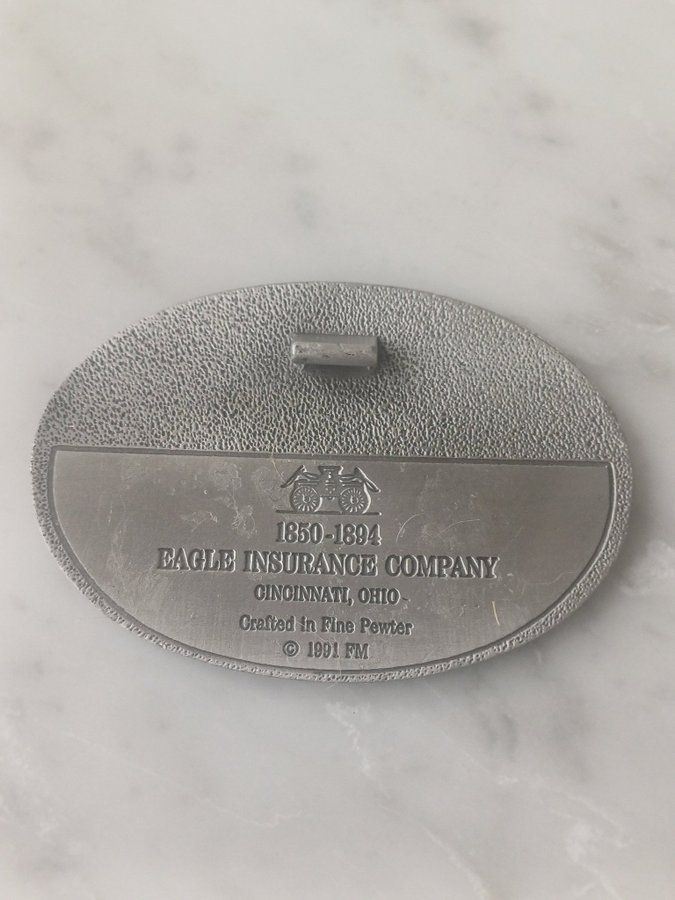 1850-1894
EAGLE INSURANCE COMPANY
CINCINNATI, OHIO
Crafted in Fine Pewter
© 1991 FM